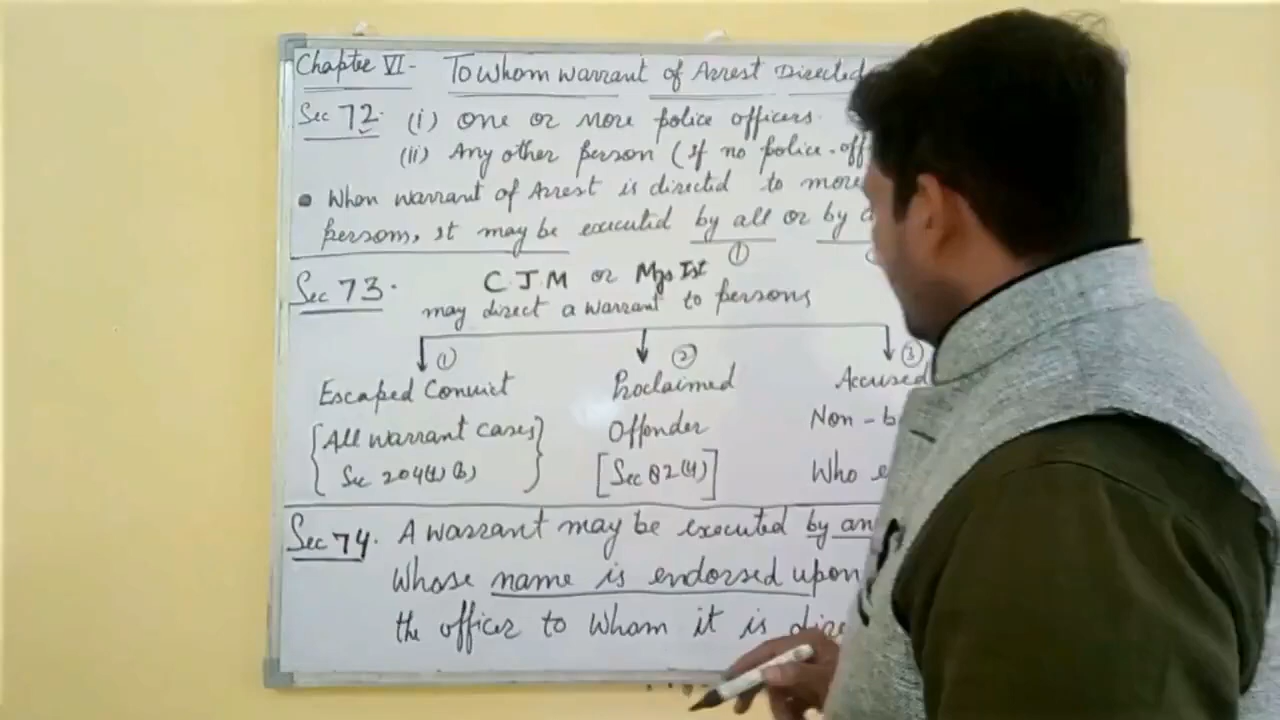 Chapter VI- To Whom warrant of Arrest Directed
Sec 72. (i) one or more police officers.
(ii) Any other person (If no police-off
• When warrant of Arrest is directed to more
persons, it may be executed by all or by
①
Sec 73. C.J.M or Mgs Ist
may direct a warrant to persons
① ② ③
Escaped Convict Proclaimed Accused
{All warrant cases} Offender Non-b
Sec 204(1)(b) [Sec 82(4)] Who e
Sec 74. A warrant may be executed by an
Whose name is endorsed upon
the officer to Whom it is dire